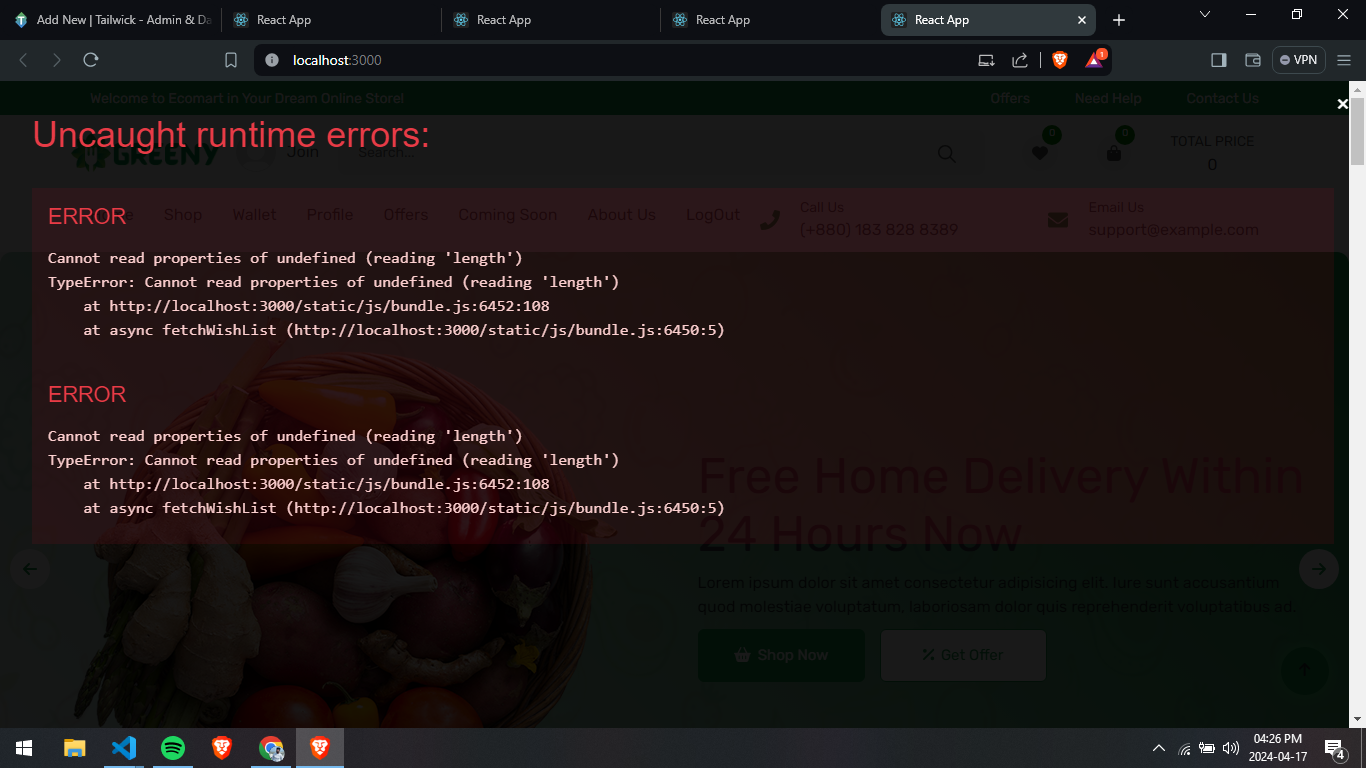 Add New | Tailwick - Admin & Da
React App
React App
React App
React App
localhost:3000
1
VPN
Welcome to Ecomart in Your Dream Online Store!
Offers
Need Help
Contact Us
Uncaught runtime errors:
GREENY
Join
Search...
0
0
TOTAL PRICE
0
ERROR
Shop
Wallet
Profile
Offers
Coming Soon
About Us
LogOut
Call Us
(+880) 183 828 8389
Email Us
support@example.com
Cannot read properties of undefined (reading 'length')
TypeError: Cannot read properties of undefined (reading 'length')
at http://localhost:3000/static/js/bundle.js:6452:108
at async fetchWishList (http://localhost:3000/static/js/bundle.js:6450:5)
ERROR
Cannot read properties of undefined (reading 'length')
TypeError: Cannot read properties of undefined (reading 'length')
at http://localhost:3000/static/js/bundle.js:6452:108
at async fetchWishList (http://localhost:3000/static/js/bundle.js:6450:5)
Free Home Delivery Within
24 Hours Now
Lorem ipsum dolor sit amet consectetur adipisicing elit. Iure sunt accusantium
quod molestiae voluptatum, laboriosam dolor quis reprehenderit voluptatibus ad.
Shop Now
Get Offer
04:26 PM
2024-04-17
4